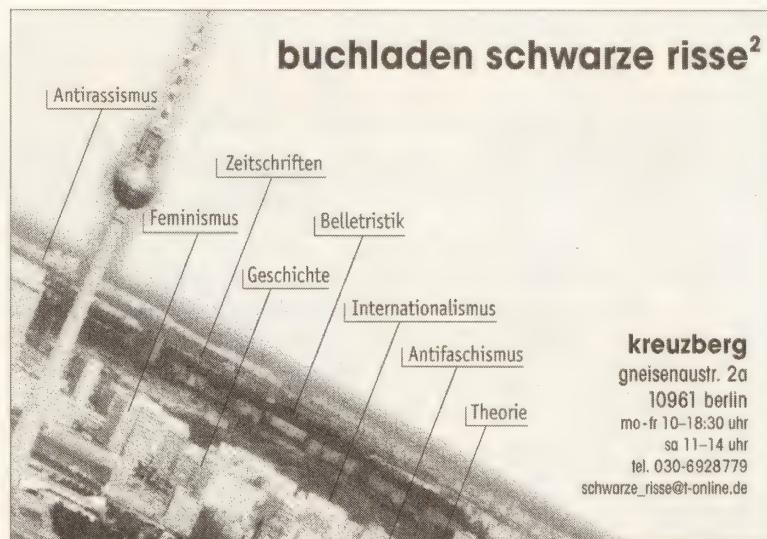 buchladen schwarze risse²
Antirassismus
Zeitschriften
Feminismus
Belletristik
Geschichte
Internationalismus
Antifaschismus
Theorie
kreuzberg
gneisenaustr. 2a
10961 berlin
mo-fr 10–18:30 uhr
sa 11–14 uhr
tel. 030-6928779
schwarze_risse@t-online.de